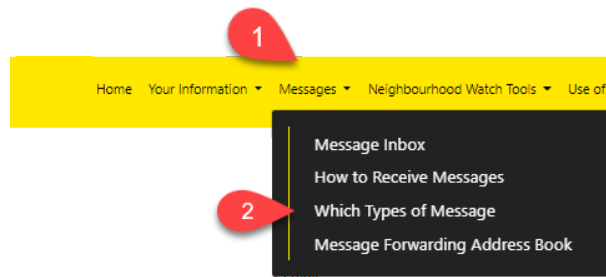 1
Home Your Information Messages Neighbourhood Watch Tools Use of
Message Inbox
How to Receive Messages
2
Which Types of Message
Message Forwarding Address Book